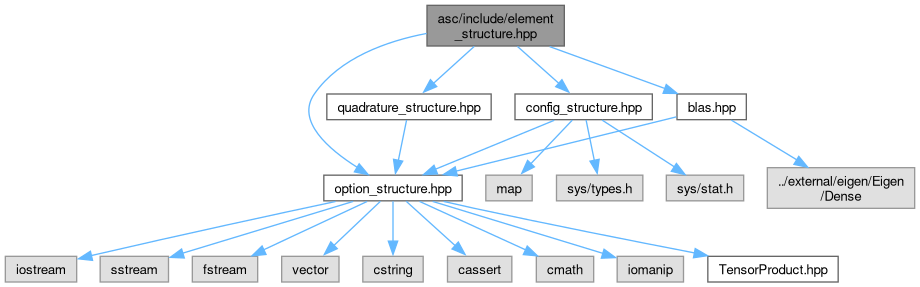 asc/include/element
_structure.hpp
quadrature_structure.hpp
config_structure.hpp
blas.hpp
option_structure.hpp
map
sys/types.h
sys/stat.h
../external/eigen/Eigen
/Dense
iostream
sstream
fstream
vector
cstring
cassert
cmath
iomanip
TensorProduct.hpp